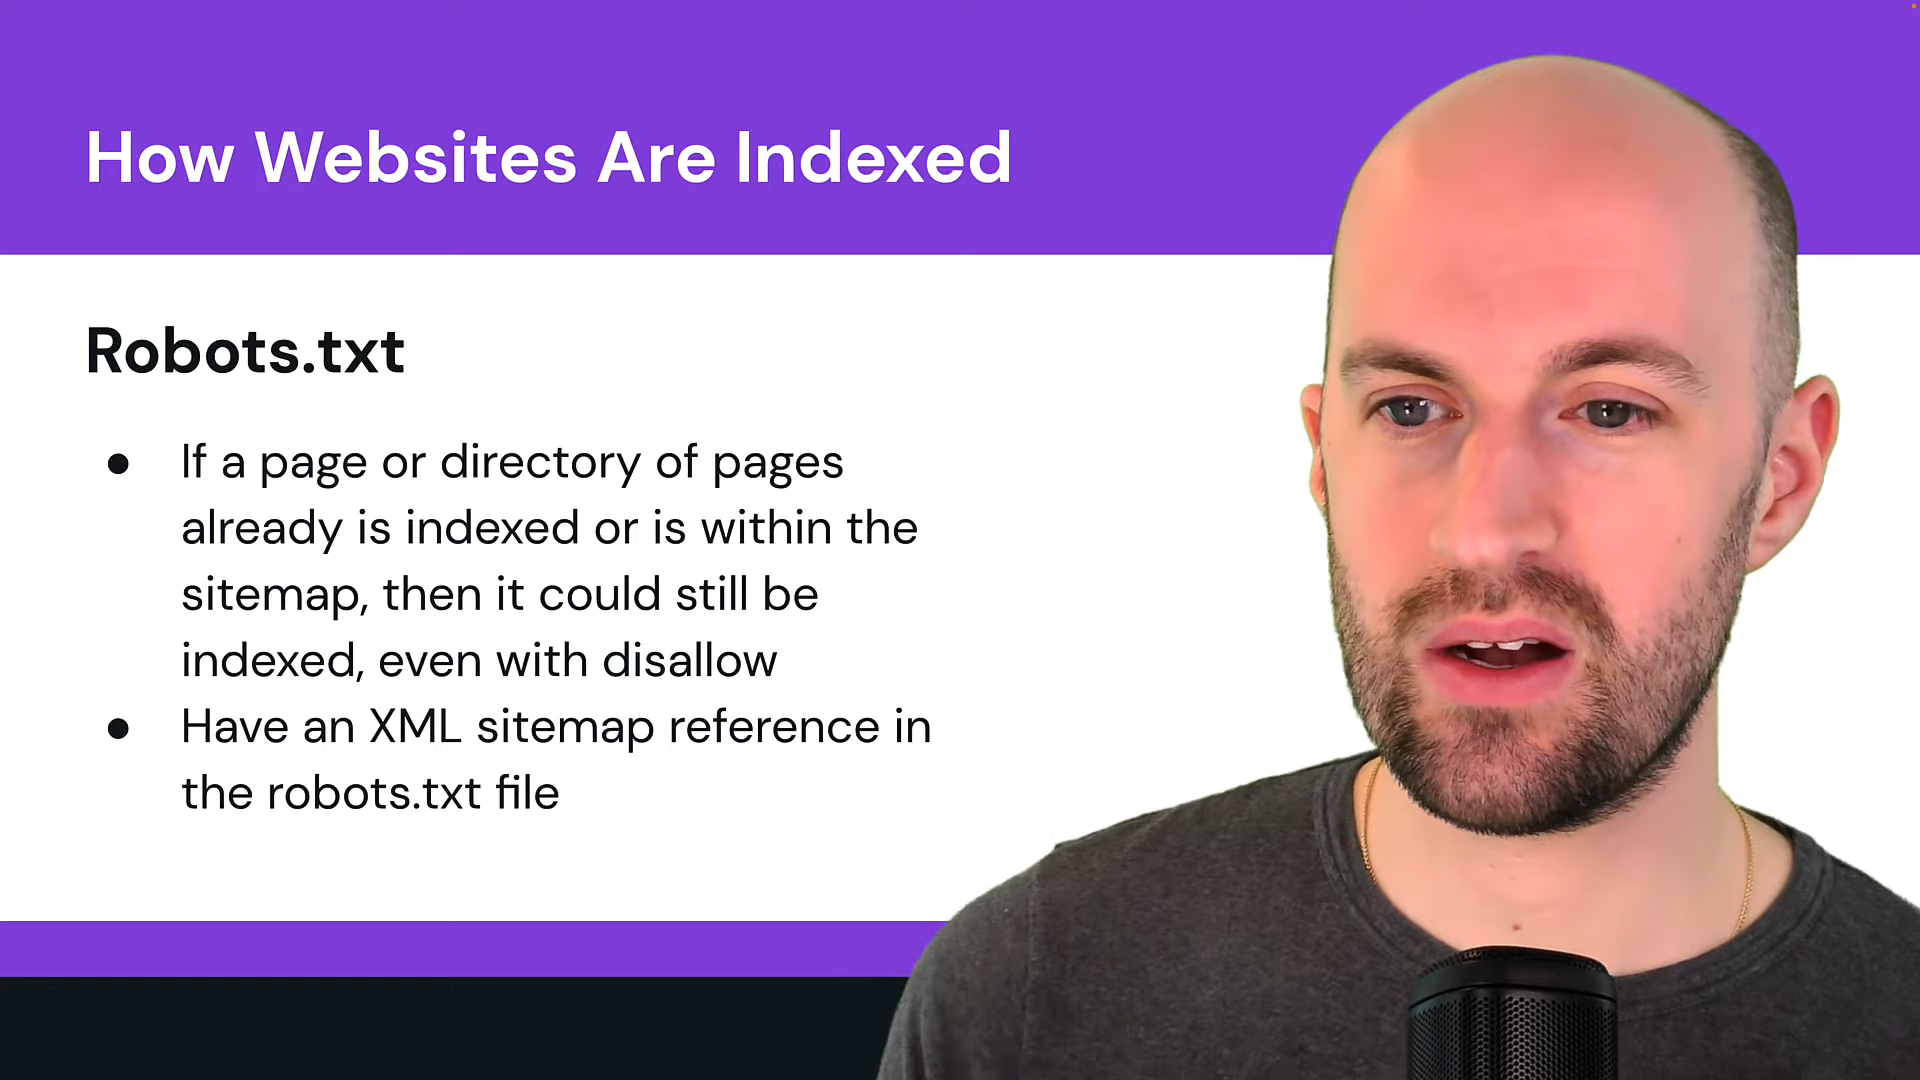 How Websites Are Indexed
Robots.txt
● If a page or directory of pages
already is indexed or is within the
sitemap, then it could still be
indexed, even with disallow
● Have an XML sitemap reference in
the robots.txt file